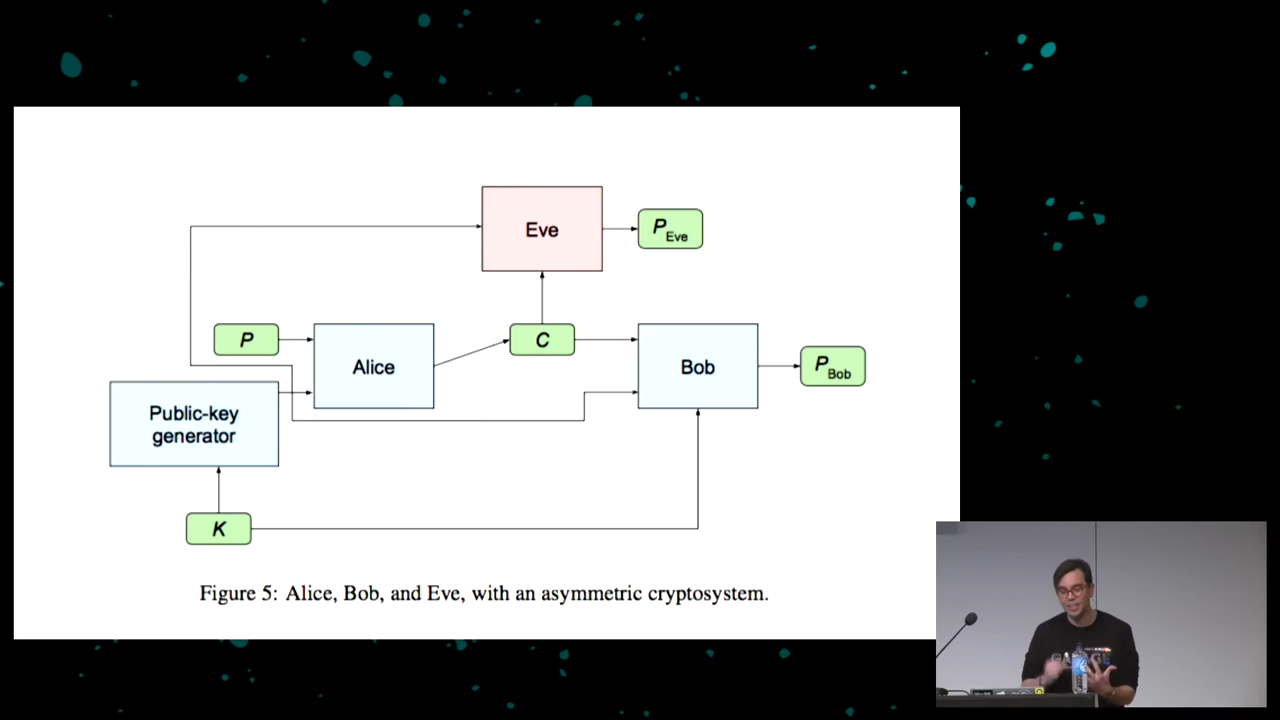 Eve
P Eve
P
Alice
C
Bob
P Bob
Public-key
generator
K
Figure 5: Alice, Bob, and Eve, with an asymmetric cryptosystem.